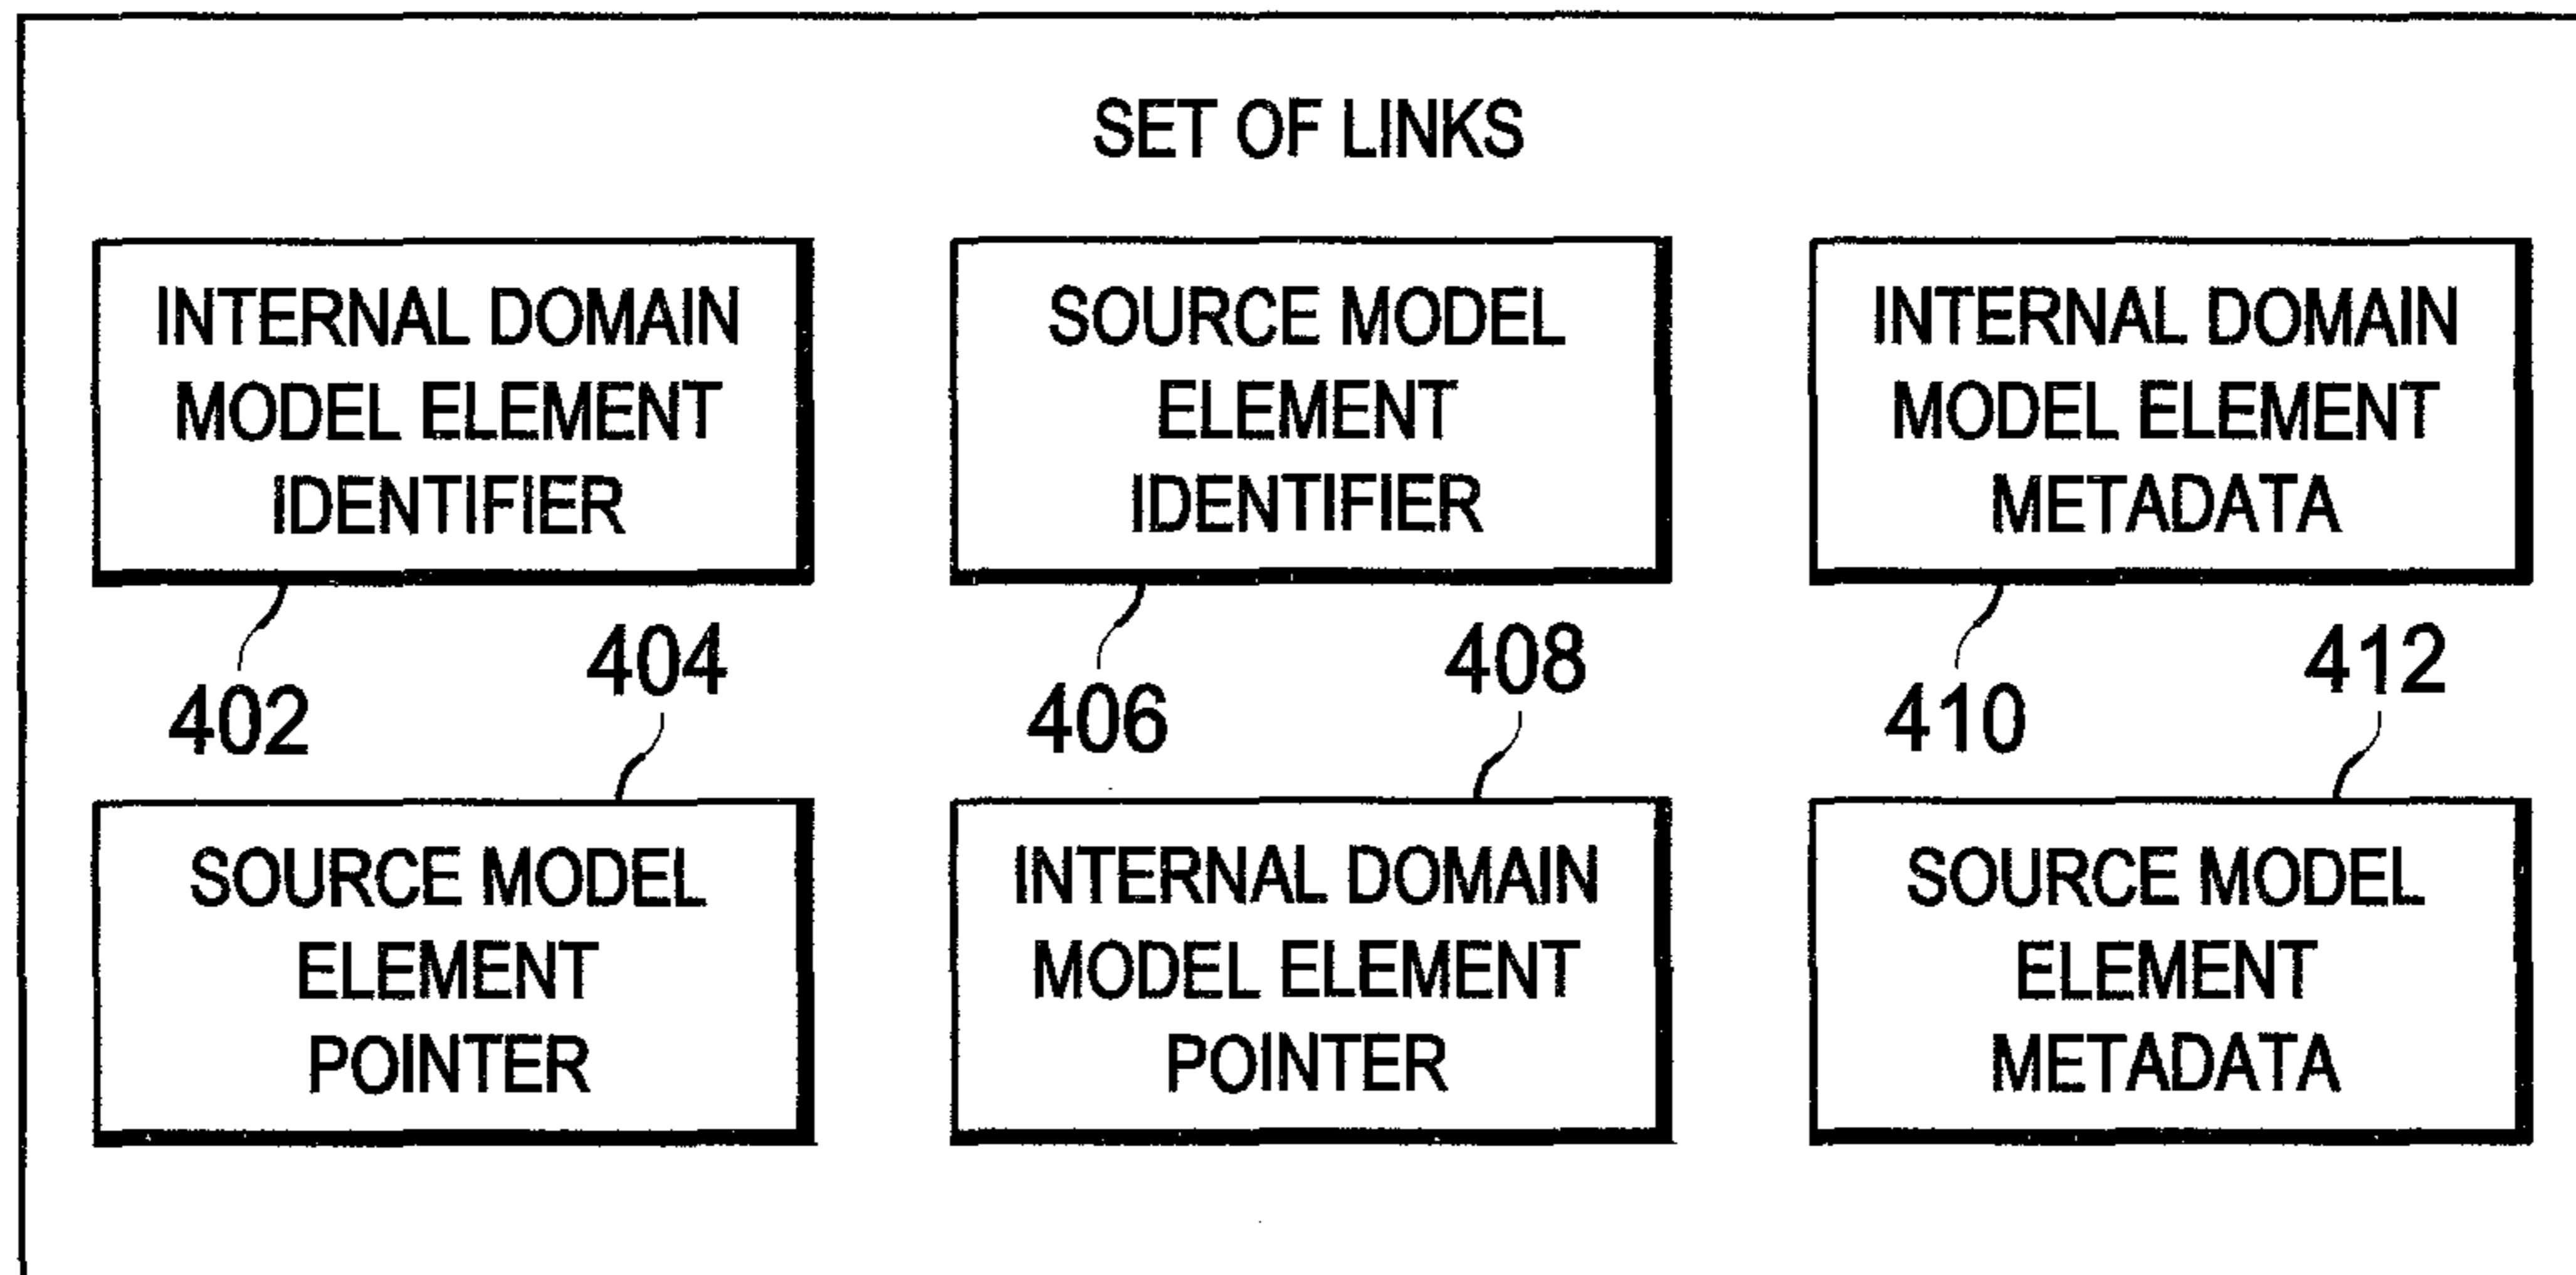 SET OF LINKS
INTERNAL DOMAIN
MODEL ELEMENT
IDENTIFIER
SOURCE MODEL
ELEMENT
IDENTIFIER
INTERNAL DOMAIN
MODEL ELEMENT
METADATA
402
404
406
408
410
412
SOURCE MODEL
ELEMENT
POINTER
INTERNAL DOMAIN
MODEL ELEMENT
POINTER
SOURCE MODEL
ELEMENT
METADATA